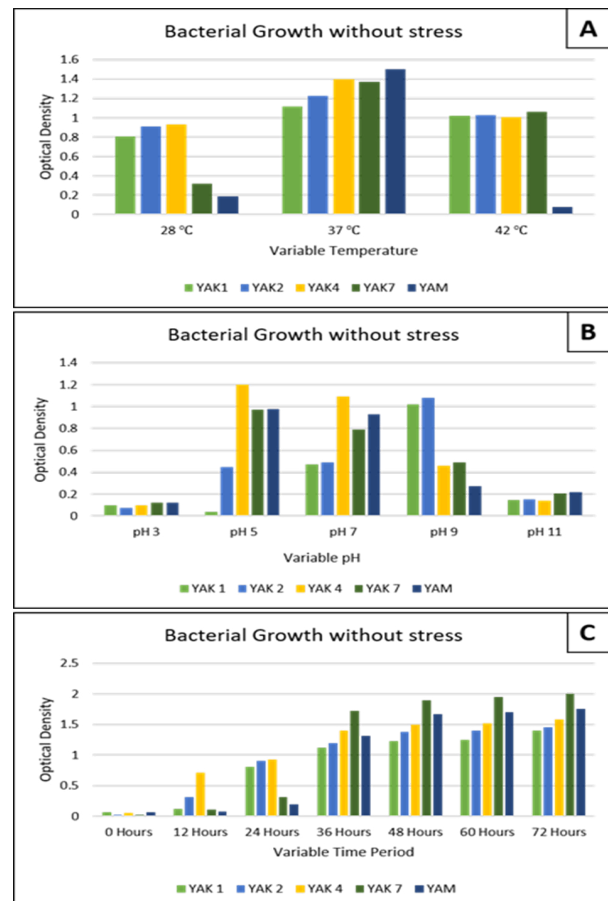 Bacterial Growth without stress
A
Optical Density
1.6
1.4
1.2
1
0.8
0.6
0.4
0.2
0
28 °C 37 °C 42 °C
Variable Temperature
YAK1 YAK2 YAK4 YAK7 YAM
Bacterial Growth without stress
B
Optical Density
1.4
1.2
1
0.8
0.6
0.4
0.2
0
pH 3 pH 5 pH 7 pH 9 pH 11
Variable pH
YAK 1 YAK 2 YAK 4 YAK 7 YAM
Bacterial Growth without stress
C
Optical Density
2.5
2
1.5
1
0.5
0
0 Hours 12 Hours 24 Hours 36 Hours 48 Hours 60 Hours 72 Hours
Variable Time Period
YAK 1 YAK 2 YAK 4 YAK 7 YAM